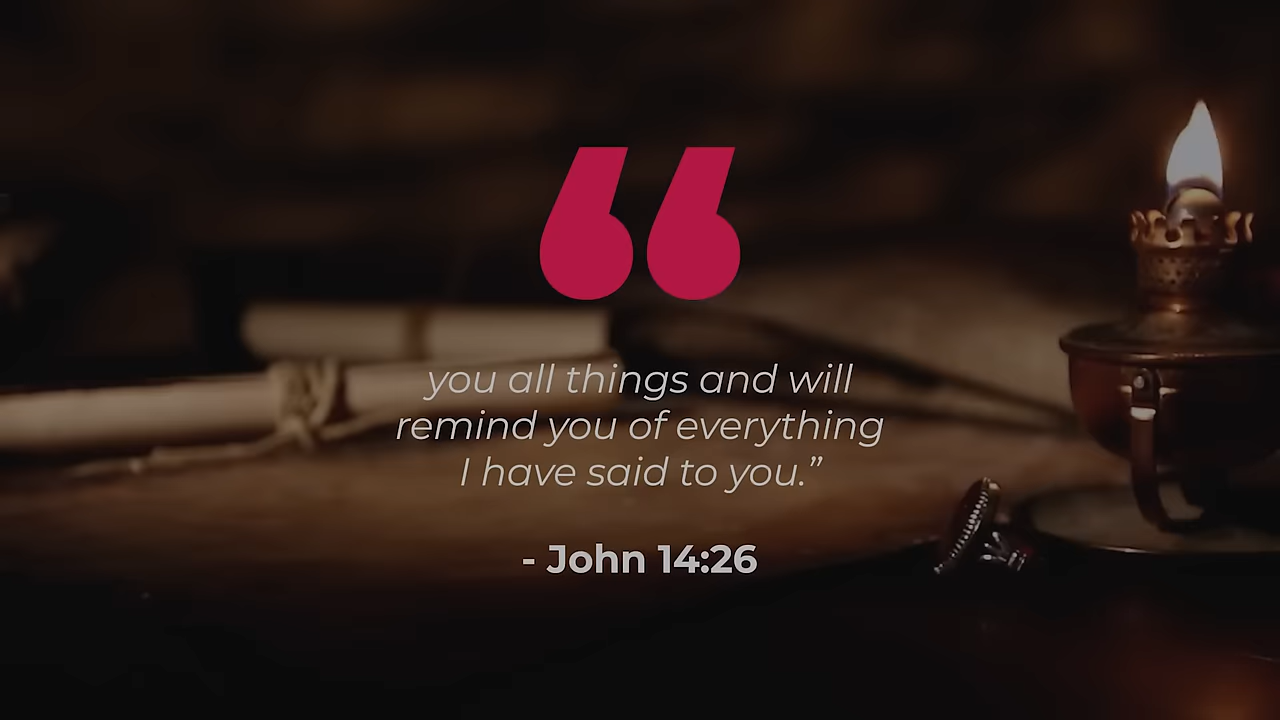 you all things and will
remind you of everything
I have said to you.”
- John 14:26